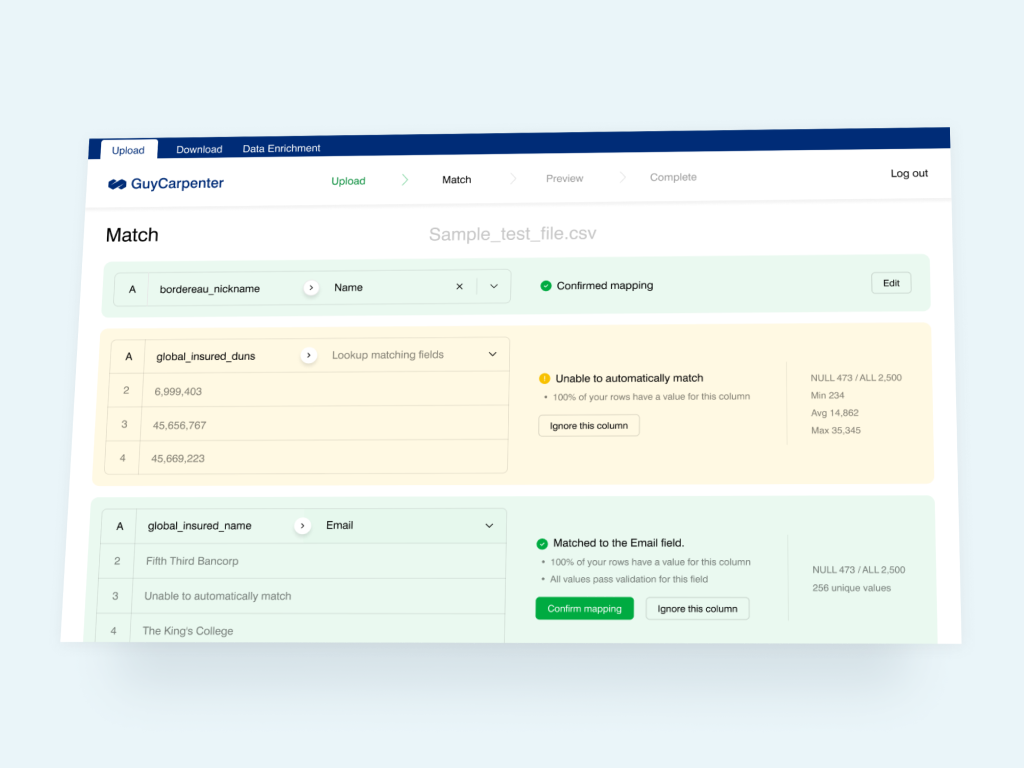 Upload Download Data Enrichment
GuyCarpenter Upload Match Preview Complete Log out
Match Sample_test_file.csv
A bordereau_nickname Name Confirmed mapping Edit
A global_insured_duns Lookup matching fields
2 6,999,403
3 45,656,767
4 45,669,223
Unable to automatically match
• 100% of your rows have a value for this column
Ignore this column
NULL 473 / ALL 2,500
Min 234
Avg 14,862
Max 35,345
A global_insured_name Email
2 Fifth Third Bancorp
3 Unable to automatically match
4 The King's College
Matched to the Email field.
• 100% of your rows have a value for this column
• All values pass validation for this field
Confirm mapping Ignore this column
NULL 473 / ALL 2,500
256 unique values